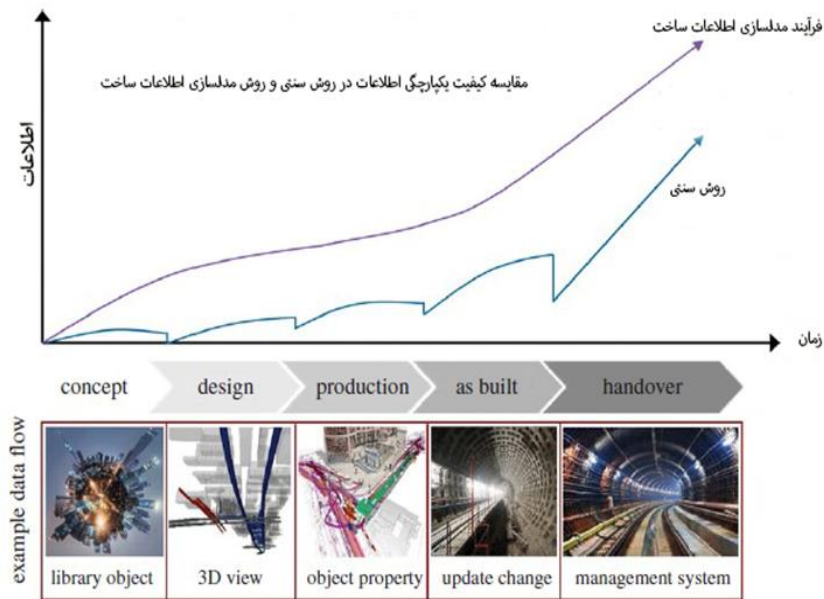 فرآیند مدلسازی اطلاعات ساخت
مقایسه کیفیت یکپارچگی اطلاعات در روش سنتی و روش مدلسازی اطلاعات ساخت
اطلاعات
روش سنتی
زمان
concept design production as built handover
example data flow
library object 3D view object property update change management system